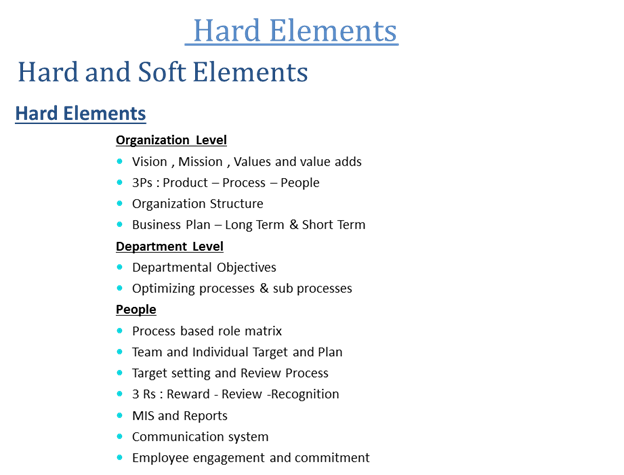 Hard Elements
Hard and Soft Elements
Hard Elements
Organization Level
Vision , Mission , Values and value adds
3Ps : Product – Process – People
Organization Structure
Business Plan – Long Term & Short Term
Department Level
Departmental Objectives
Optimizing processes & sub processes
People
Process based role matrix
Team and Individual Target and Plan
Target setting and Review Process
3 Rs : Reward - Review -Recognition
MIS and Reports
Communication system
Employee engagement and commitment